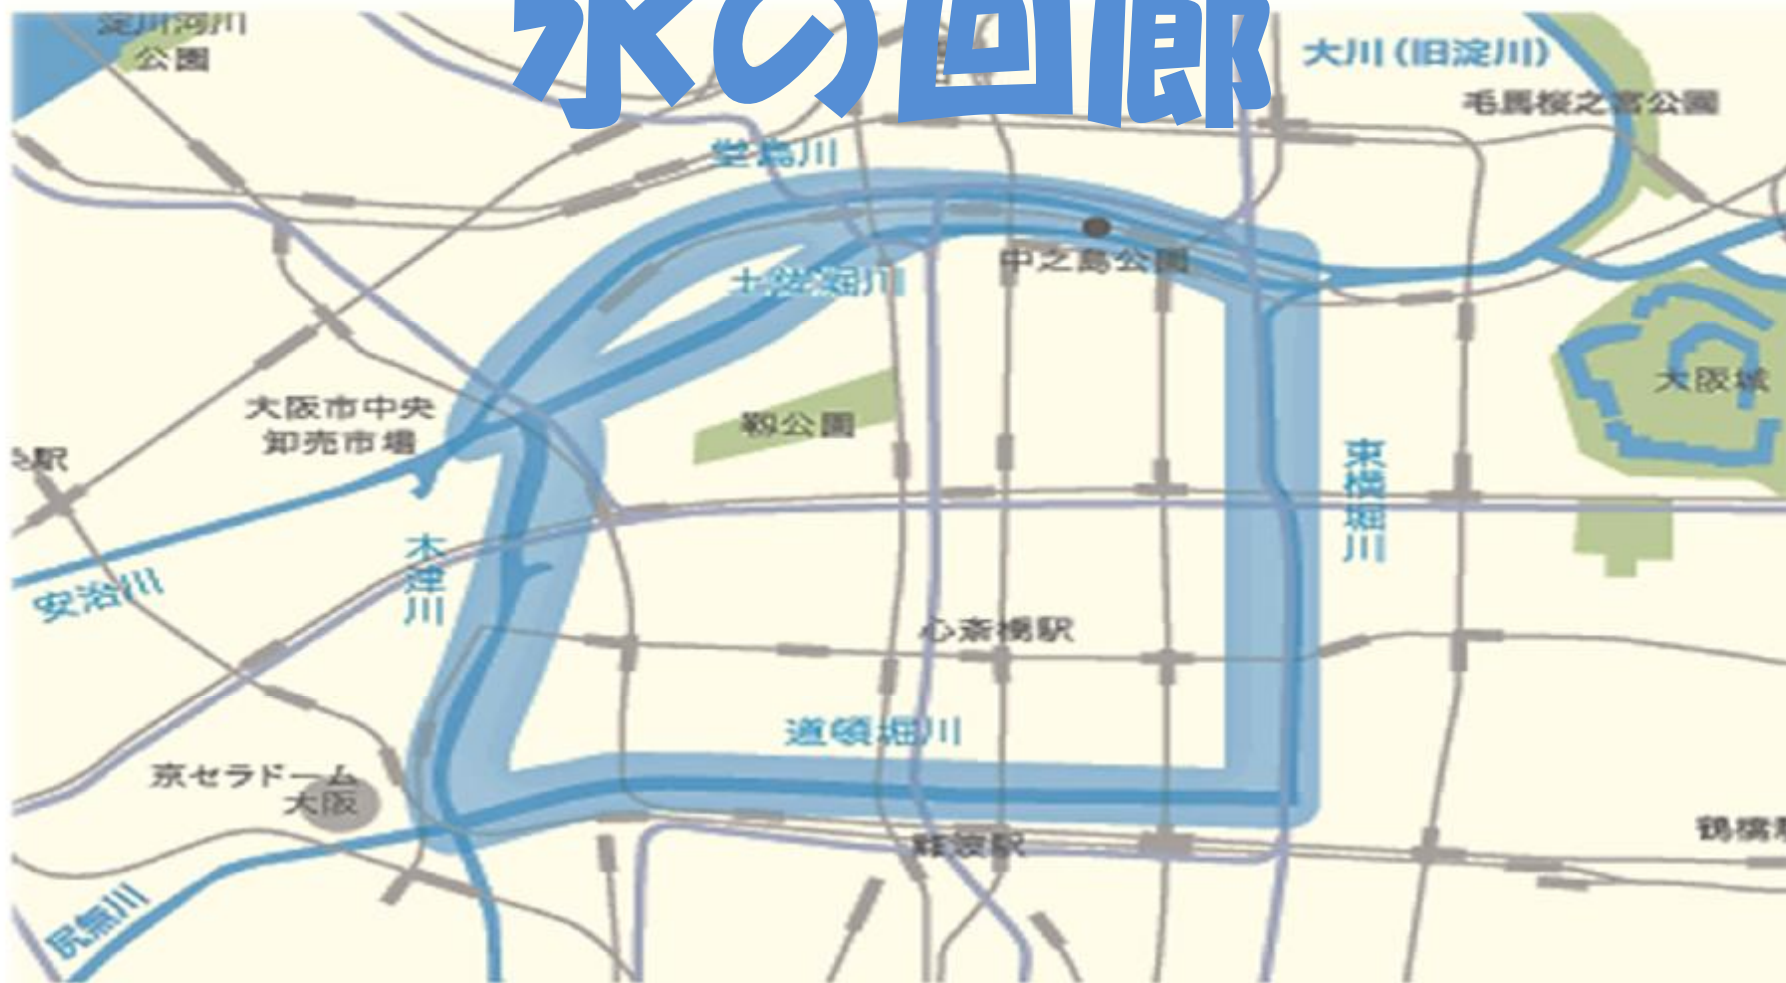 水の回廊
淀川河川
公園
大川(旧淀川)
毛馬桜之宮公園
堂島川
中之島公園
土佐堀川
大阪城
大阪市中央
卸売市場
靱公園
駅
東横堀川
木津川
安治川
心斎橋駅
道頓堀川
京セラドーム
大阪
難波駅
鶴橋
尻無川